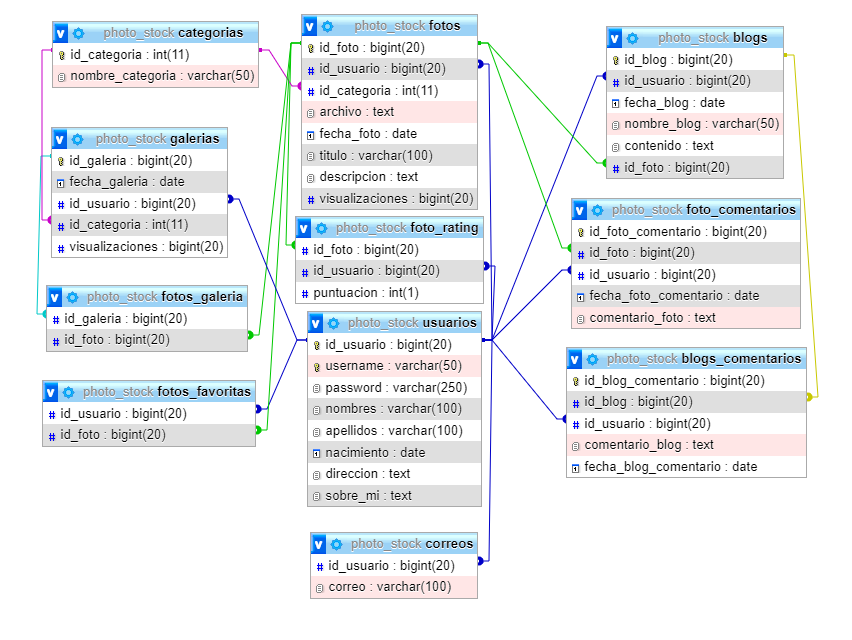 photo_stock categorias
id_categoria : int(11)
nombre_categoria : varchar(50)
photo_stock galerias
id_galeria : bigint(20)
fecha_galeria : date
id_usuario : bigint(20)
id_categoria : int(11)
visualizaciones : bigint(20)
photo_stock fotos_galeria
id_galeria : bigint(20)
id_foto : bigint(20)
photo_stock fotos_favoritas
id_usuario : bigint(20)
id_foto : bigint(20)
photo_stock fotos
id_foto : bigint(20)
id_usuario : bigint(20)
id_categoria : int(11)
archivo : text
fecha_foto : date
titulo : varchar(100)
descripcion : text
visualizaciones : bigint(20)
photo_stock foto_rating
id_foto : bigint(20)
id_usuario : bigint(20)
puntuacion : int(1)
photo_stock usuarios
id_usuario : bigint(20)
username : varchar(50)
password : varchar(250)
nombres : varchar(100)
apellidos : varchar(100)
nacimiento : date
direccion : text
sobre_mi : text
photo_stock correos
id_usuario : bigint(20)
correo : varchar(100)
photo_stock blogs
id_blog : bigint(20)
id_usuario : bigint(20)
fecha_blog : date
nombre_blog : varchar(50)
contenido : text
id_foto : bigint(20)
photo_stock foto_comentarios
id_foto_comentario : bigint(20)
id_foto : bigint(20)
id_usuario : bigint(20)
fecha_foto_comentario : date
comentario_foto : text
photo_stock blogs_comentarios
id_blog_comentario : bigint(20)
id_blog : bigint(20)
id_usuario : bigint(20)
comentario_blog : text
fecha_blog_comentario : date